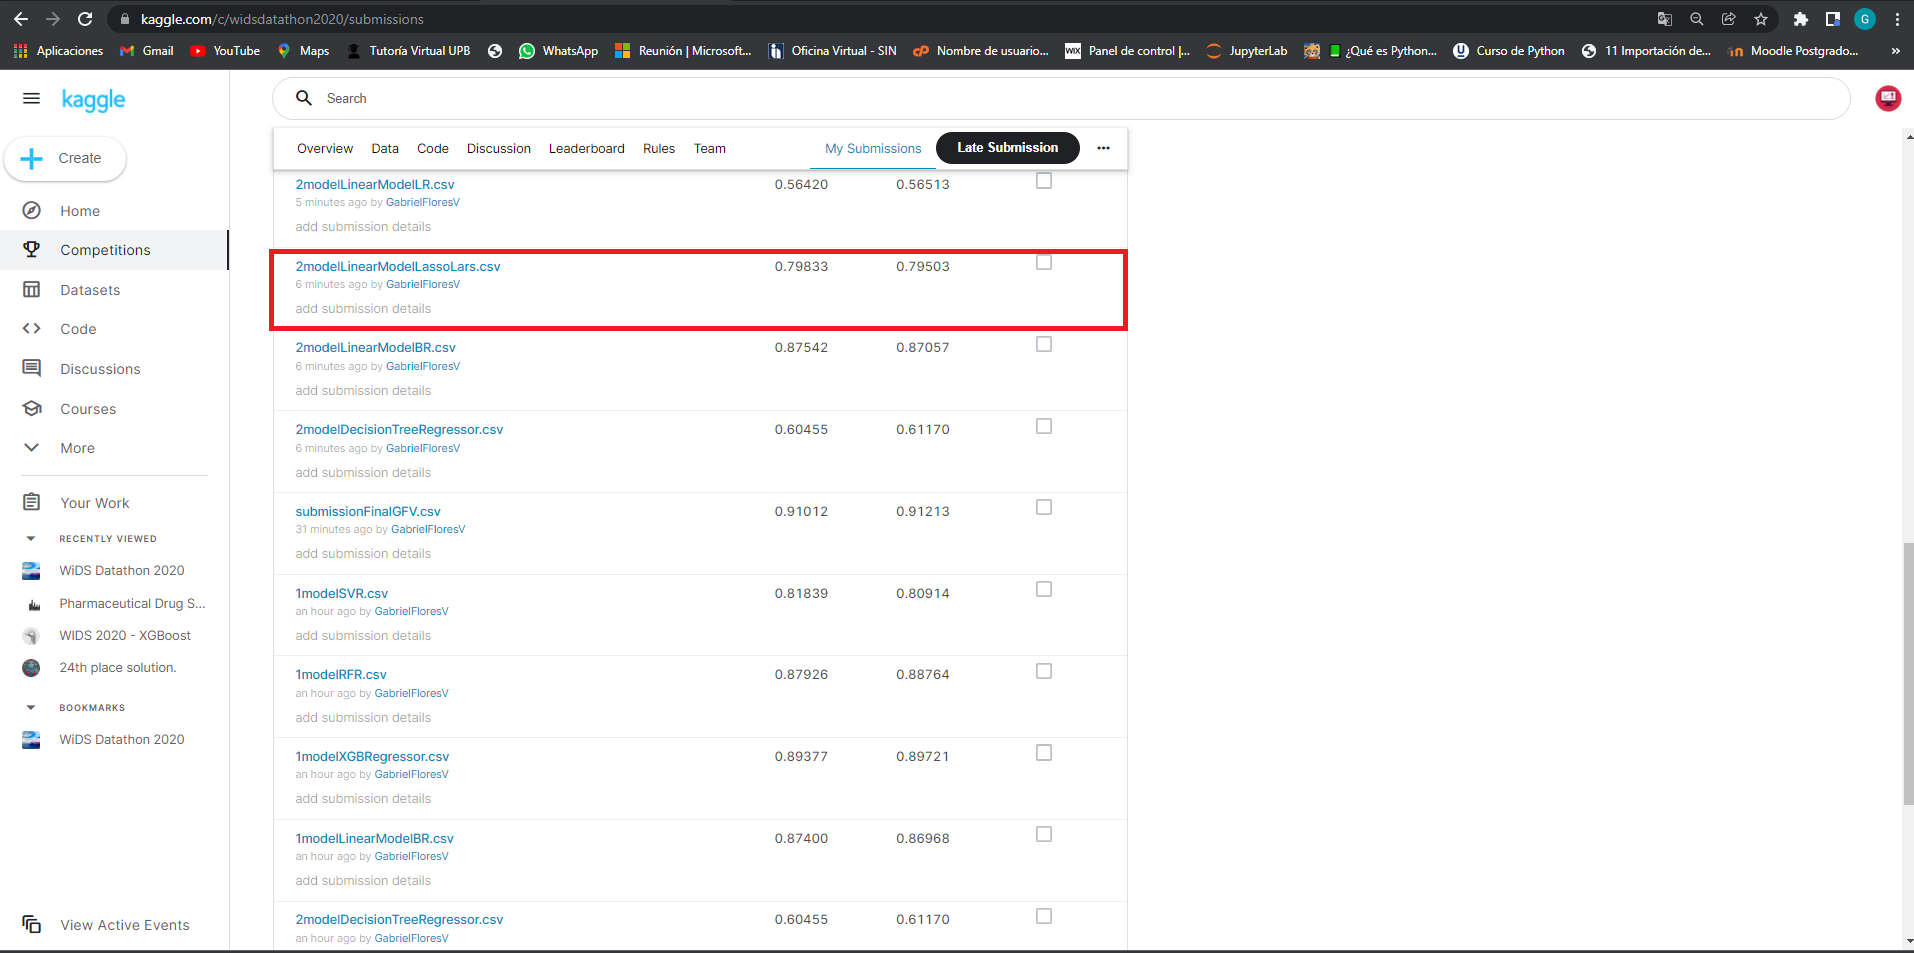 kaggle.com/c/widsdatathon2020/submissions
G
Aplicaciones Gmail YouTube Maps Tutoría Virtual UPB WhatsApp Reunión | Microsoft... Oficina Virtual - SIN Nombre de usuario... Panel de control |... JupyterLab ¿Qué es Python... Curso de Python 11 Importación de... Moodle Postgrado... »
kaggle
Search
Create
Home
Competitions
Datasets
Code
Discussions
Courses
More
Your Work
RECENTLY VIEWED
WiDS Datathon 2020
Pharmaceutical Drug S...
WIDS 2020 - XGBoost
24th place solution.
BOOKMARKS
WiDS Datathon 2020
View Active Events
Overview Data Code Discussion Leaderboard Rules Team My Submissions Late Submission ...
2modelLinearModelLR.csv 0.56420 0.56513
5 minutes ago by GabrielFloresV
add submission details
2modelLinearModelLassoLars.csv 0.79833 0.79503
6 minutes ago by GabrielFloresV
add submission details
2modelLinearModelBR.csv 0.87542 0.87057
6 minutes ago by GabrielFloresV
add submission details
2modelDecisionTreeRegressor.csv 0.60455 0.61170
6 minutes ago by GabrielFloresV
add submission details
submissionFinalGFV.csv 0.91012 0.91213
31 minutes ago by GabrielFloresV
add submission details
1modelSVR.csv 0.81839 0.80914
an hour ago by GabrielFloresV
add submission details
1modelRFR.csv 0.87926 0.88764
an hour ago by GabrielFloresV
add submission details
1modelXGBRegressor.csv 0.89377 0.89721
an hour ago by GabrielFloresV
add submission details
1modelLinearModelBR.csv 0.87400 0.86968
an hour ago by GabrielFloresV
add submission details
2modelDecisionTreeRegressor.csv 0.60455 0.61170
an hour ago by GabrielFloresV